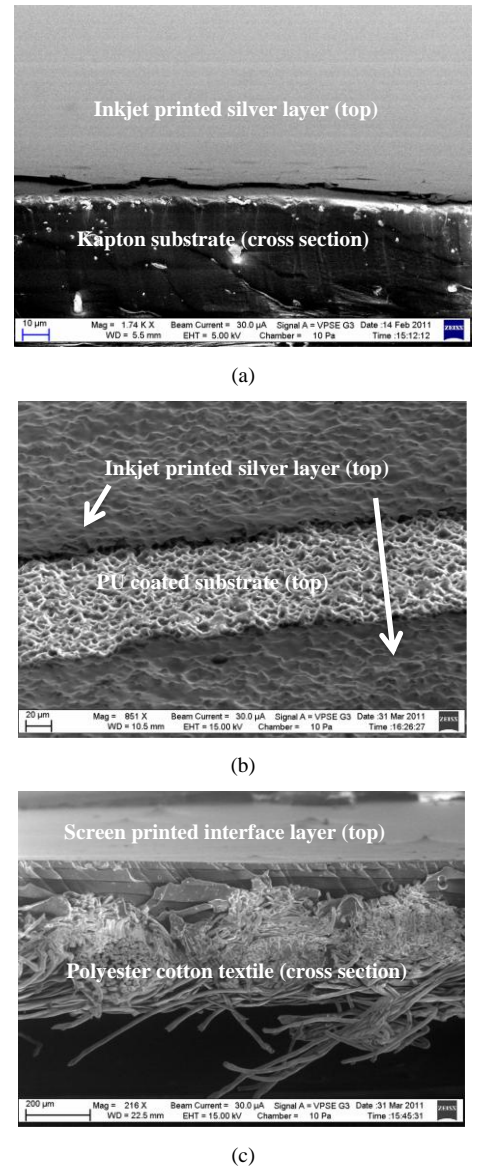 Inkjet printed silver layer (top)
Kapton substrate (cross section)
10 µm
Mag = 1.74 K X Beam Current = 30.0 µA Signal A = VPSE G3 Date :14 Feb 2011
WD = 5.5 mm EHT = 5.00 kV Chamber = 10 Pa Time :15:12:12
ZEISS
(a)
Inkjet printed silver layer (top)
PU coated substrate (top)
20 µm
Mag = 851 X Beam Current = 30.0 µA Signal A = VPSE G3 Date :31 Mar 2011
WD = 10.5 mm EHT = 15.00 kV Chamber = 10 Pa Time :16:26:27
ZEISS
(b)
Screen printed interface layer (top)
Polyester cotton textile (cross section)
200 µm
Mag = 216 X Beam Current = 30.0 µA Signal A = VPSE G3 Date :31 Mar 2011
WD = 22.5 mm EHT = 15.00 kV Chamber = 10 Pa Time :15:45:31
ZEISS
(c)